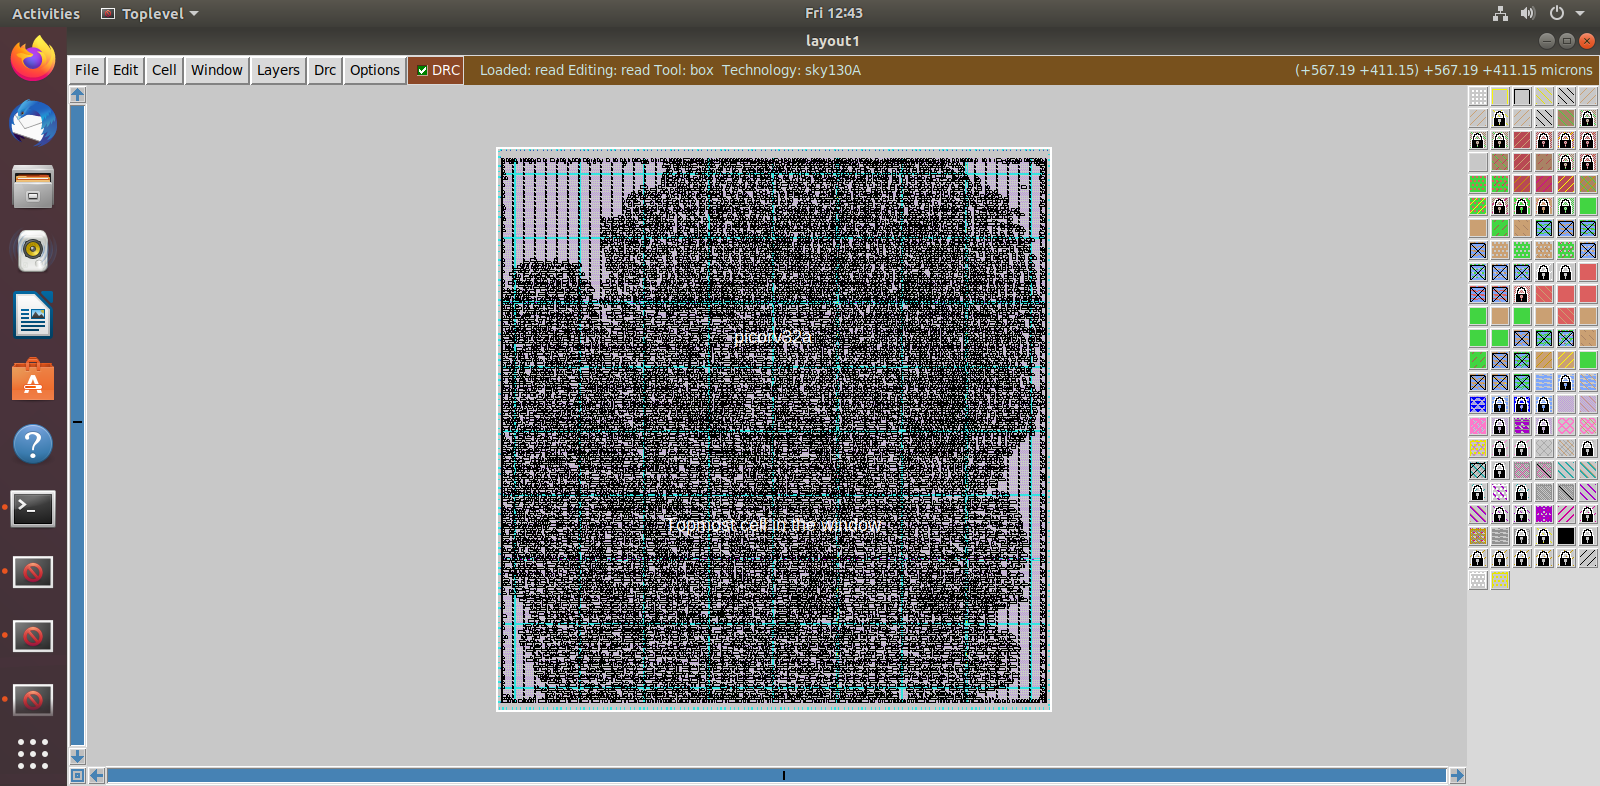 Activities
Toplevel
Fri 12:43
layout1
File Edit Cell Window Layers Drc Options DRC Loaded: read Editing: read Tool: box Technology: sky130A (+567.19 +411.15) +567.19 +411.15 microns
picorv32a
Topmost cell in the window